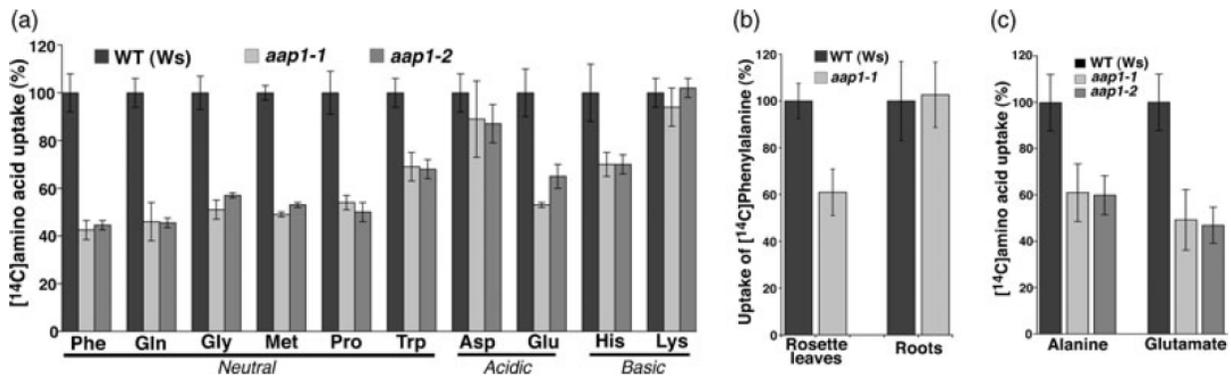 (a)
[14C]amino acid uptake (%)
120
100
80
60
40
20
0
WT (Ws) aap1-1 aap1-2
Phe Gln Gly Met Pro Trp Asp Glu His Lys
Neutral Acidic Basic
(b)
Uptake of [14C]Phenylalanine (%)
120
100
80
60
40
20
0
WT (Ws)
aap1-1
Rosette
leaves
Roots
(c)
[14C]amino acid uptake (%)
120
100
80
60
40
20
0
WT (Ws)
aap1-1
aap1-2
Alanine Glutamate